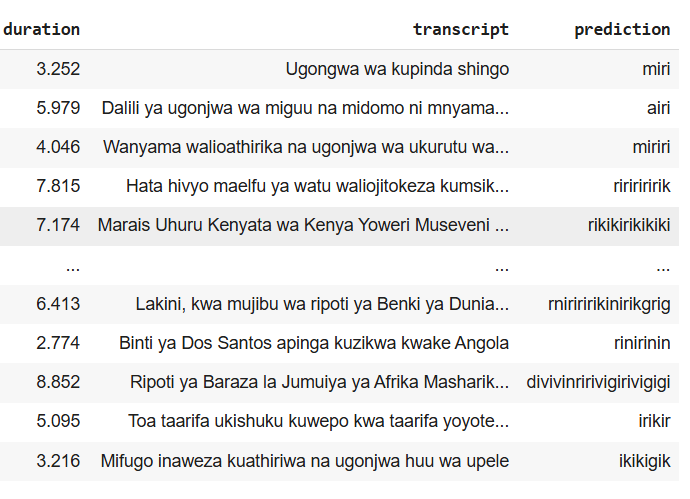 duration transcript prediction
3.252 Ugongwa wa kupinda shingo miri
5.979 Dalili ya ugonjwa wa miguu na midomo ni mnyama... airi
4.046 Wanyama walioathirika na ugonjwa wa ukurutu wa... miriri
7.815 Hata hivyo maelfu ya watu waliojitokeza kumsik... riririririk
7.174 Marais Uhuru Kenyata wa Kenya Yoweri Museveni ... rikikirikikiki
... ... ...
6.413 Lakini, kwa mujibu wa ripoti ya Benki ya Dunia... rniriririkinirikgrig
2.774 Binti ya Dos Santos apinga kuzikwa kwake Angola rinirinin
8.852 Ripoti ya Baraza la Jumuiya ya Afrika Masharik... divivinririvigirivigigi
5.095 Toa taarifa ukishuku kuwepo kwa taarifa yoyote... irikir
3.216 Mifugo inaweza kuathiriwa na ugonjwa huu wa upele ikikigik